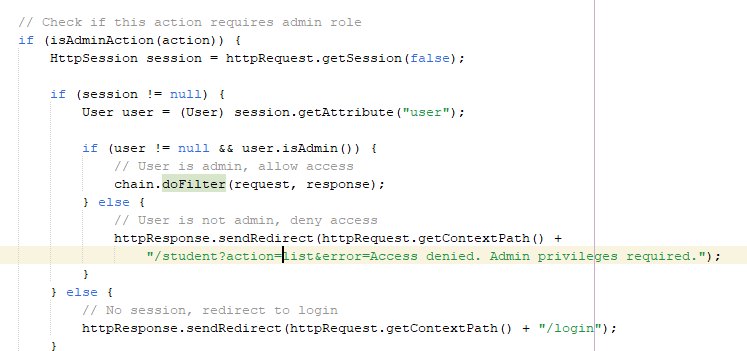 // Check if this action requires admin role
if (isAdminAction(action)) {
HttpSession session = httpRequest.getSession(false);
if (session != null) {
User user = (User) session.getAttribute("user");
if (user != null && user.isAdmin()) {
// User is admin, allow access
chain.doFilter(request, response);
} else {
// User is not admin, deny access
httpResponse.sendRedirect(httpRequest.getContextPath() +
"/student?action=list&error=Access denied. Admin privileges required.");
}
} else {
// No session, redirect to login
httpResponse.sendRedirect(httpRequest.getContextPath() + "/login");
}